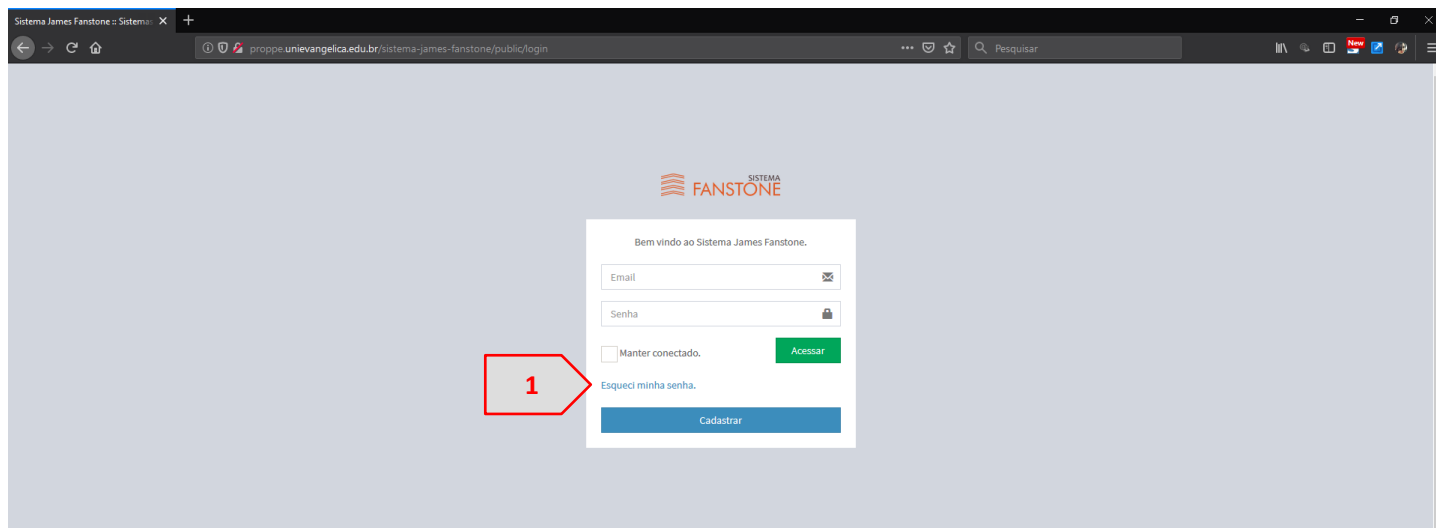 Sistema James Fanstone :: Sistemas
proppe.unievangelica.edu.br/sistema-james-fanstone/public/login
Pesquisar
New
SISTEMA
FANSTONE
Bem vindo ao Sistema James Fanstone.
Email
Senha
Manter conectado.
Acessar
1
Esqueci minha senha.
Cadastrar